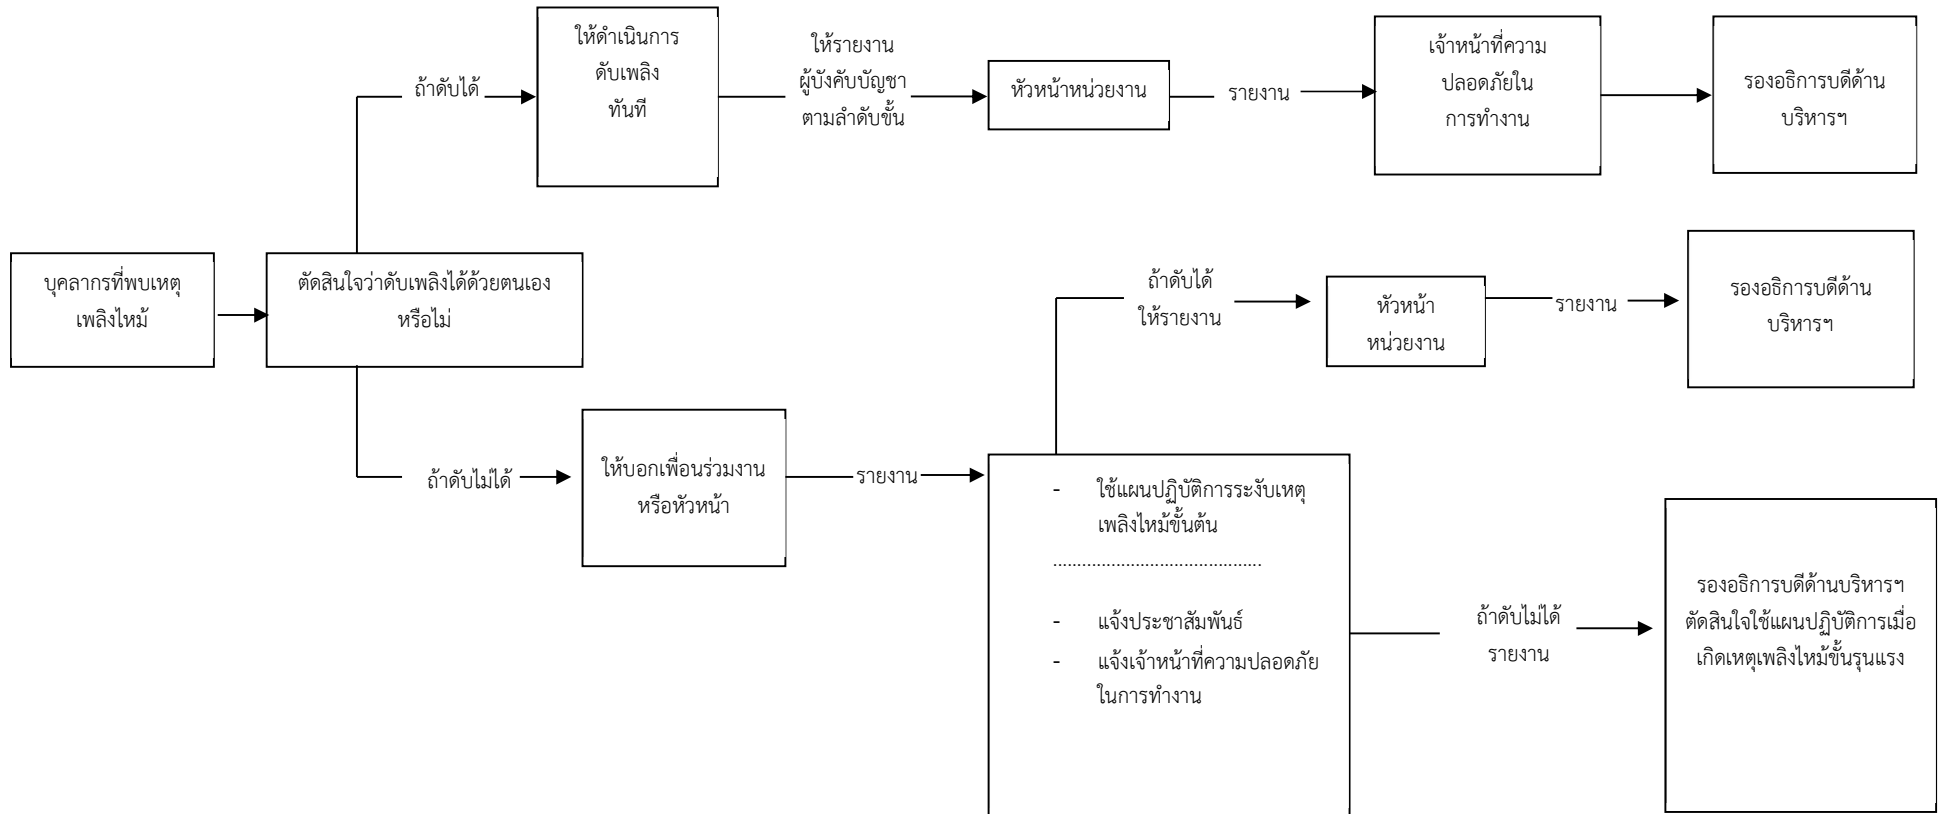 ให้ดำเนินการ
ดับเพลิง
ทันที
ให้รายงาน
ผู้บังคับบัญชา
ตามลำดับขั้น
เจ้าหน้าที่ความ
ปลอดภัยใน
การทำงาน
ถ้าดับได้
หัวหน้าหน่วยงาน
รายงาน
รองอธิการบดีด้าน
บริหารฯ
บุคลากรที่พบเหตุ
เพลิงไหม้
ตัดสินใจว่าดับเพลิงได้ด้วยตนเอง
หรือไม่
ถ้าดับได้
ให้รายงาน
หัวหน้า
หน่วยงาน
รายงาน
รองอธิการบดีด้าน
บริหารฯ
ถ้าดับไม่ได้
ให้บอกเพื่อนร่วมงาน
หรือหัวหน้า
รายงาน
- ใช้แผนปฏิบัติการระงับเหตุ
เพลิงไหม้ขั้นต้น
..........................................
- แจ้งประชาสัมพันธ์
- แจ้งเจ้าหน้าที่ความปลอดภัย
ในการทำงาน
ถ้าดับไม่ได้
รายงาน
รองอธิการบดีด้านบริหารฯ
ตัดสินใจใช้แผนปฏิบัติการเมื่อ
เกิดเหตุเพลิงไหม้ขั้นรุนแรง